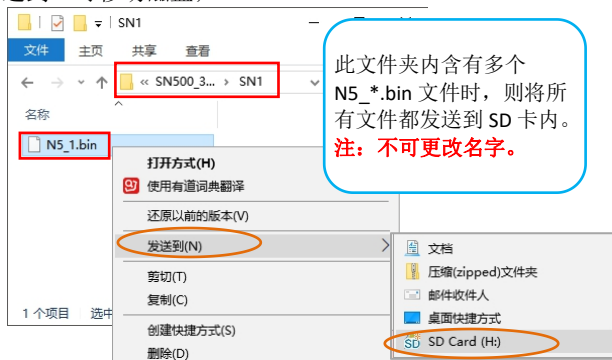 SN1
文件 主页 共享 查看
« SN500_3... › SN1
名称
N5_1.bin
此文件夹内含有多个
N5_*.bin 文件时，则将所
有文件都发送到 SD 卡内。
注：不可更改名字。
打开方式(H)
使用有道词典翻译
还原以前的版本(V)
发送到(N)
剪切(T)
复制(C)
创建快捷方式(S)
删除(D)
文档
压缩(zipped)文件夹
邮件收件人
桌面快捷方式
SD Card (H:)
1 个项目 选中